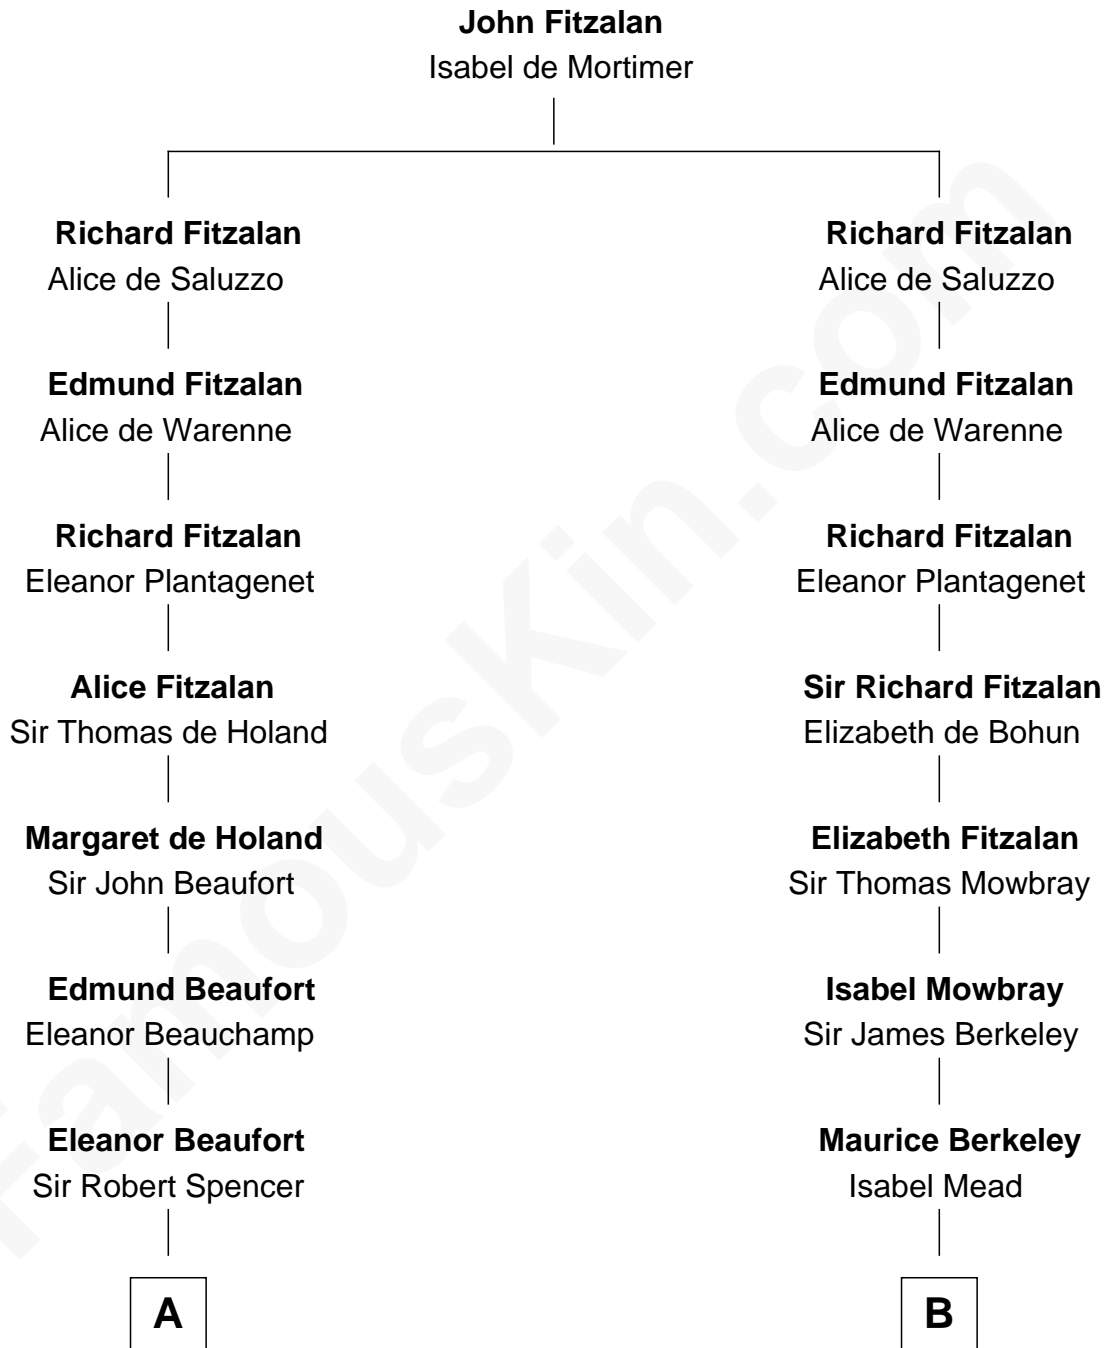 John Fitzalan
Isabel de Mortimer
Richard Fitzalan
Alice de Saluzzo
Richard Fitzalan
Alice de Saluzzo
Edmund Fitzalan
Alice de Warenne
Edmund Fitzalan
Alice de Warenne
Richard Fitzalan
Eleanor Plantagenet
Richard Fitzalan
Eleanor Plantagenet
Alice Fitzalan
Sir Thomas de Holand
Sir Richard Fitzalan
Elizabeth de Bohun
Margaret de Holand
Sir John Beaufort
Elizabeth Fitzalan
Sir Thomas Mowbray
Edmund Beaufort
Eleanor Beauchamp
Isabel Mowbray
Sir James Berkeley
Eleanor Beaufort
Sir Robert Spencer
Maurice Berkeley
Isabel Mead
A
B
FamousKin.com